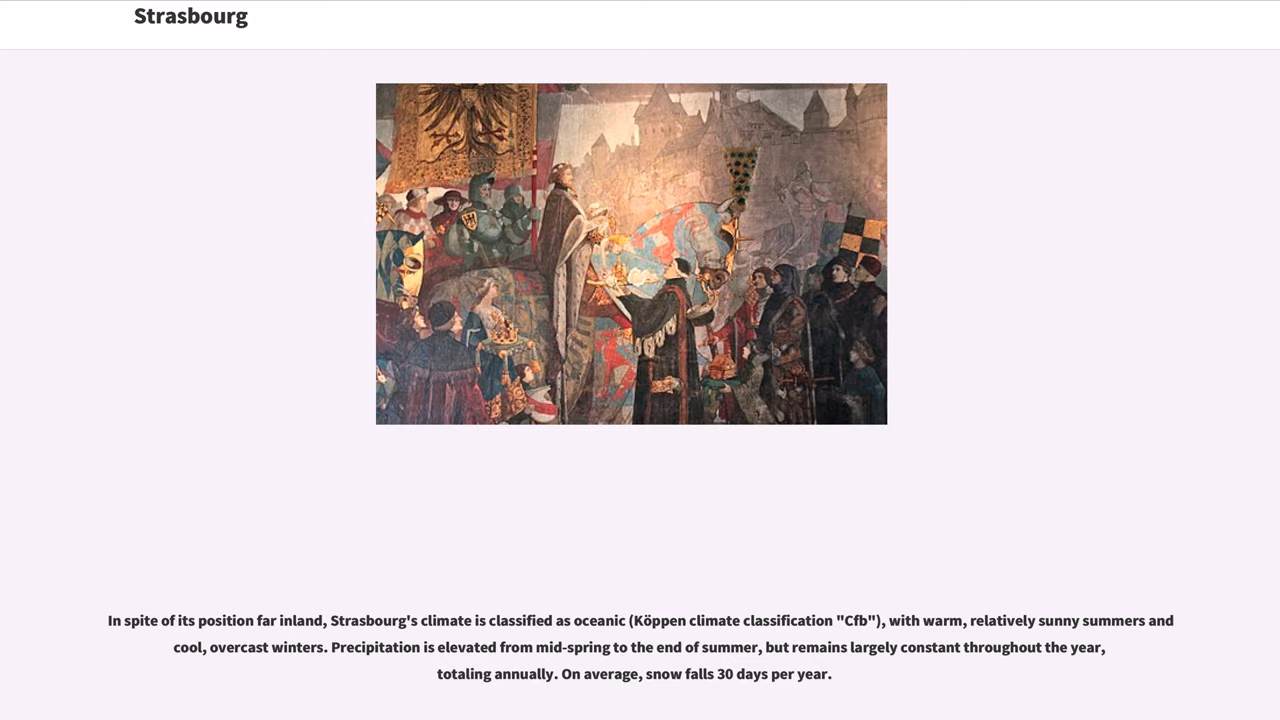 Strasbourg
In spite of its position far inland, Strasbourg's climate is classified as oceanic (Köppen climate classification "Cfb"), with warm, relatively sunny summers and
cool, overcast winters. Precipitation is elevated from mid-spring to the end of summer, but remains largely constant throughout the year,
totaling annually. On average, snow falls 30 days per year.